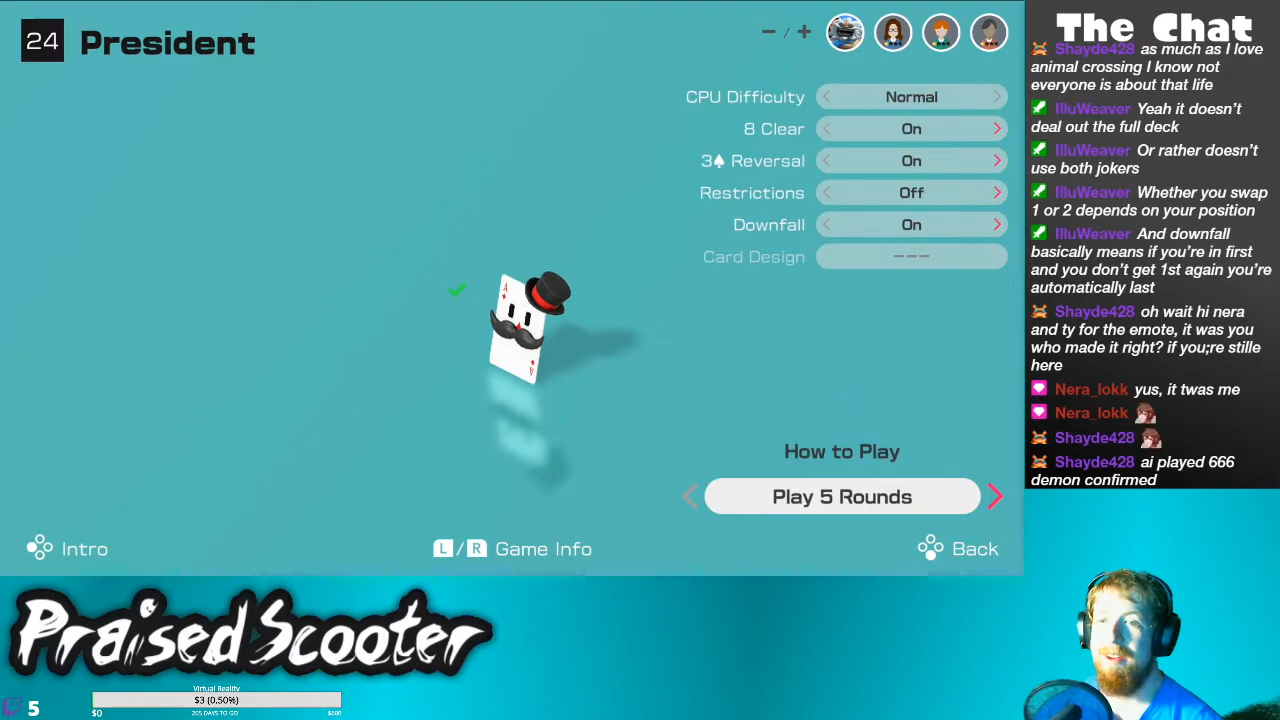 24 President
- / +
CPU Difficulty Normal
8 Clear On
3♠ Reversal On
Restrictions Off
Downfall On
Card Design ---
A
A
How to Play
Play 5 Rounds
Intro
L/R Game Info
Back
The Chat
Shayde428 as much as I love
animal crossing I know not
everyone is about that life
IlluWeaver Yeah it doesn't
deal out the full deck
IlluWeaver Or rather doesn't
use both jokers
IlluWeaver Whether you swap
1 or 2 depends on your position
IlluWeaver And downfall
basically means if you're in first
and you don't get 1st again you're
automatically last
Shayde428 oh wait hi nera
and ty for the emote, it was you
who made it right? if you;re stille
here
Nera_lokk yus, it twas me
Nera_lokk
Shayde428
Shayde428 ai played 666
demon confirmed
PraisedScooter
5
Virtual Reality
$3 (0.50%)
$0 205 DAYS TO GO $600